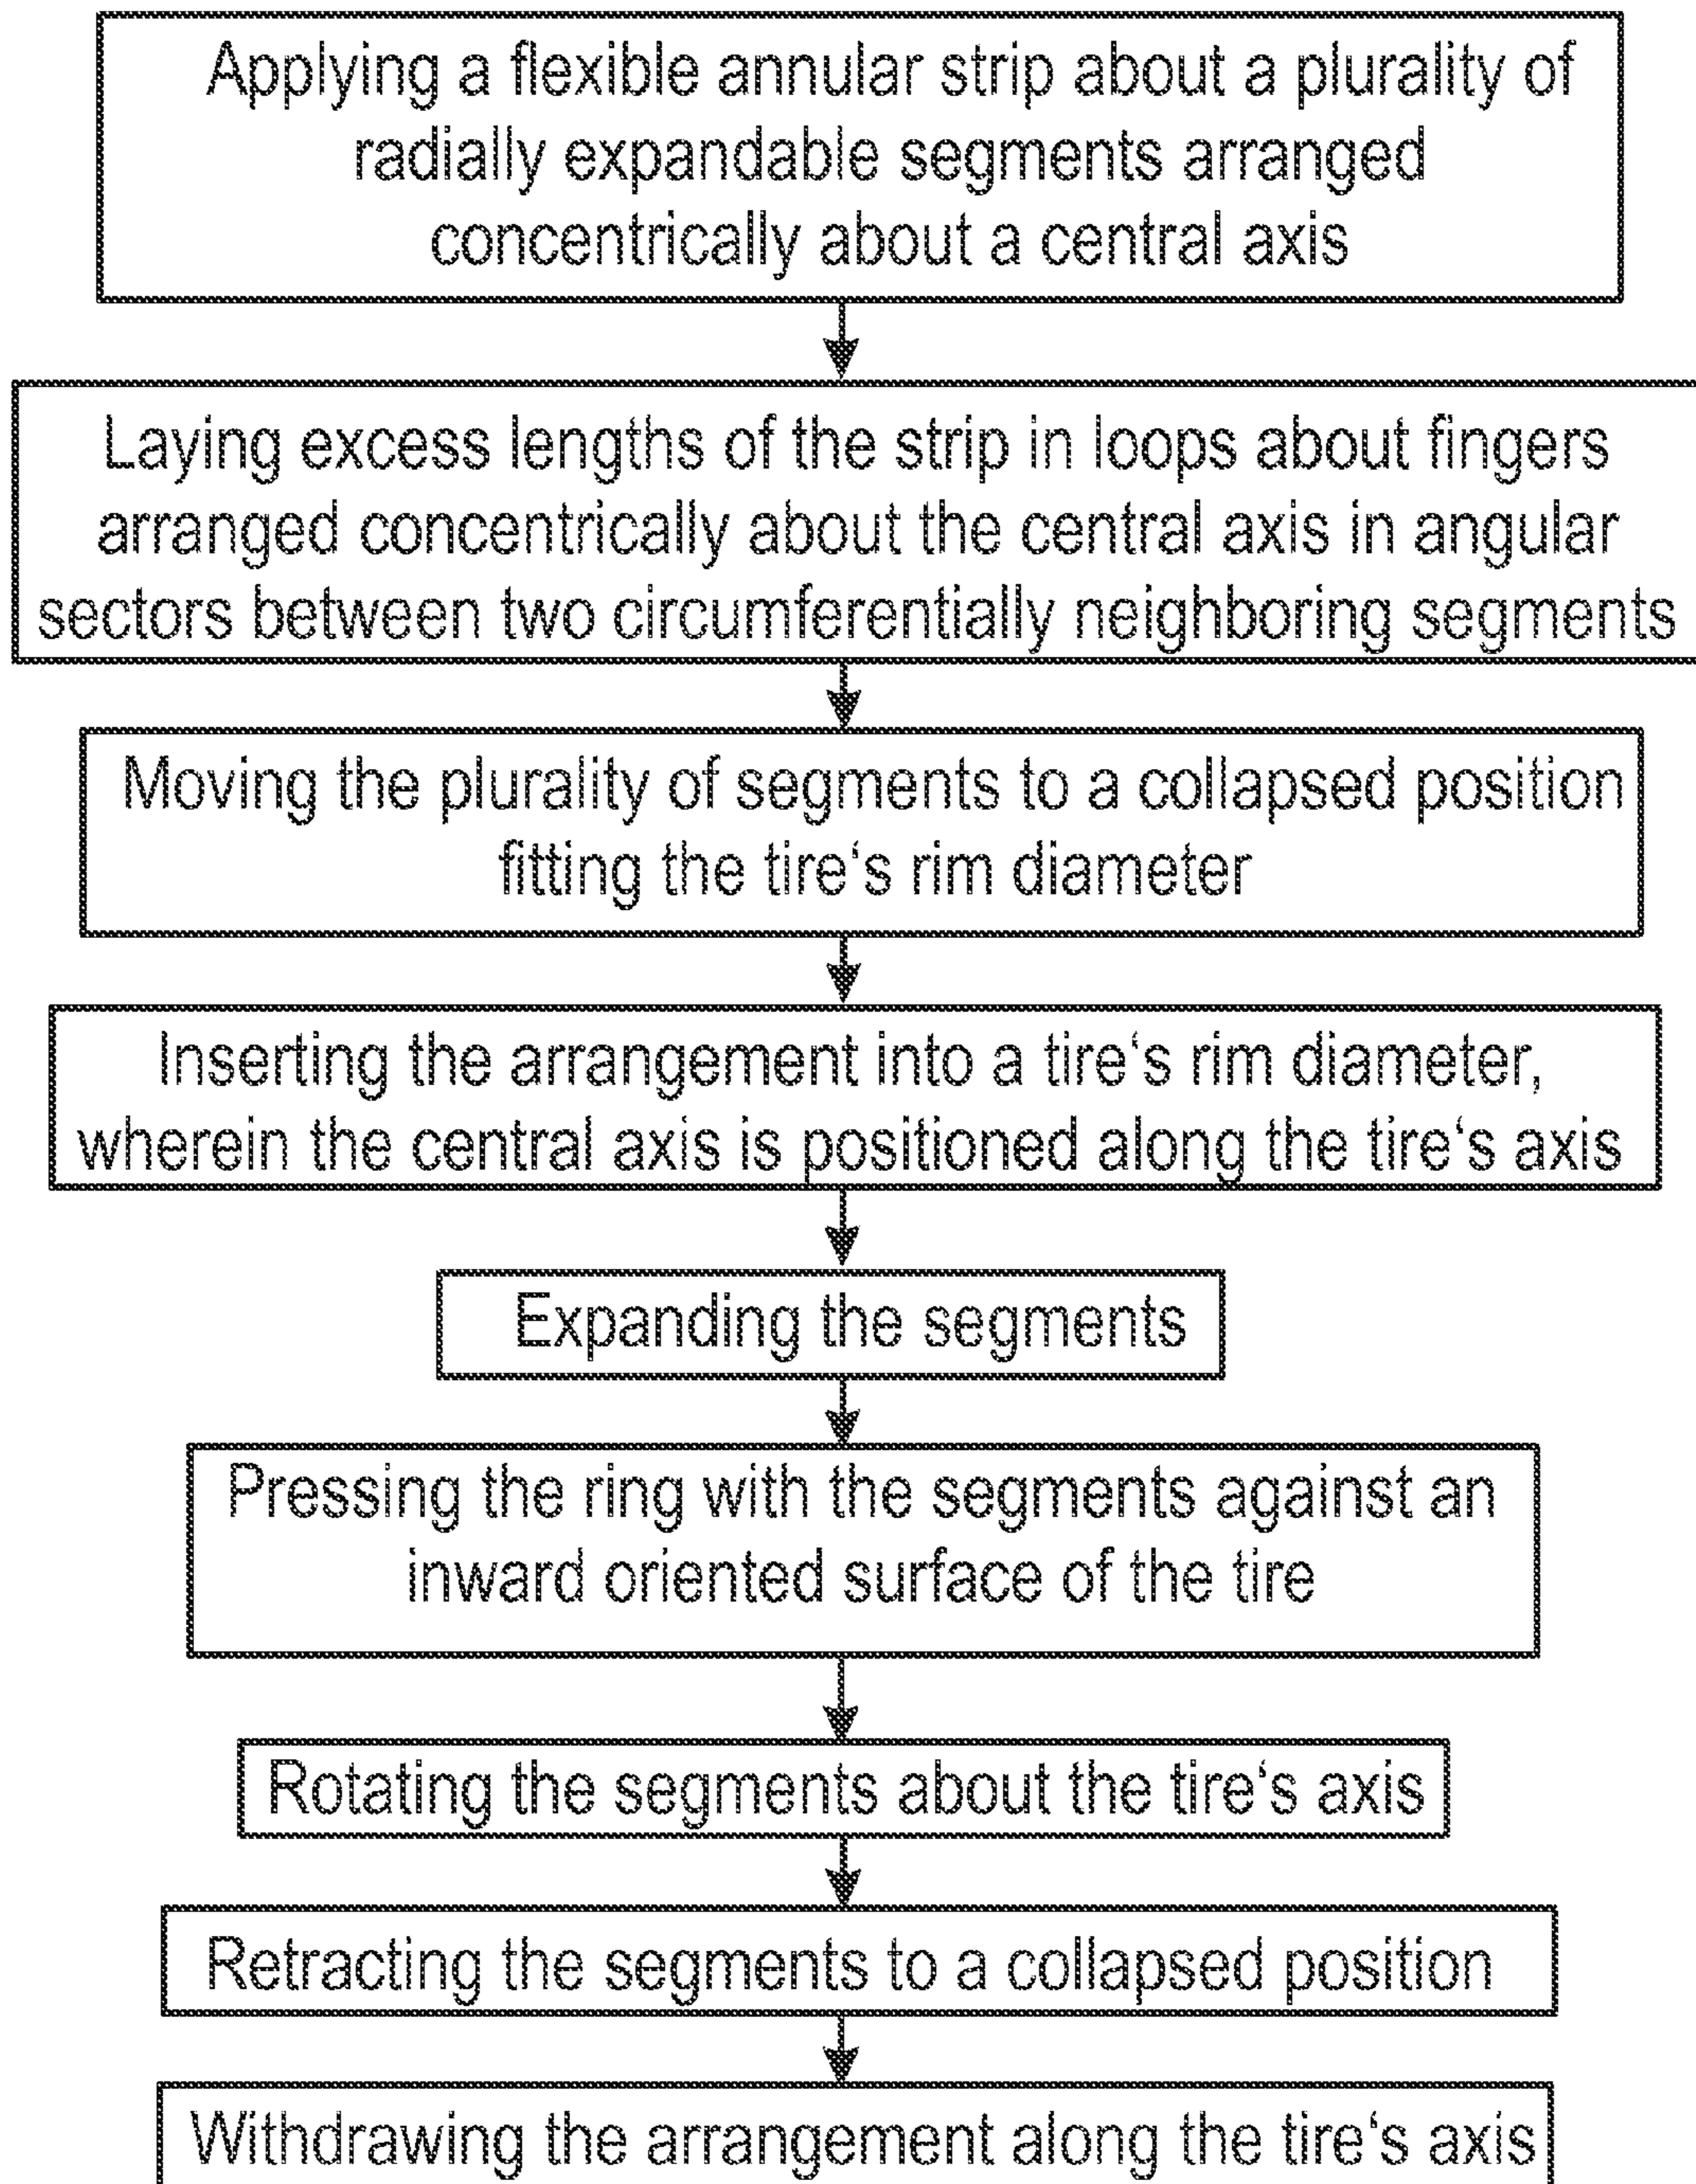 Applying a flexible annular strip about a plurality of
radially expandable segments arranged
concentrically about a central axis
Laying excess lengths of the strip in loops about fingers
arranged concentrically about the central axis in angular
sectors between two circumferentially neighboring segments
Moving the plurality of segments to a collapsed position
fitting the tire‘s rim diameter
Inserting the arrangement into a tire‘s rim diameter,
wherein the central axis is positioned along the tire‘s axis
Expanding the segments
Pressing the ring with the segments against an
inward oriented surface of the tire
Rotating the segments about the tire‘s axis
Retracting the segments to a collapsed position
Withdrawing the arrangement along the tire‘s axis